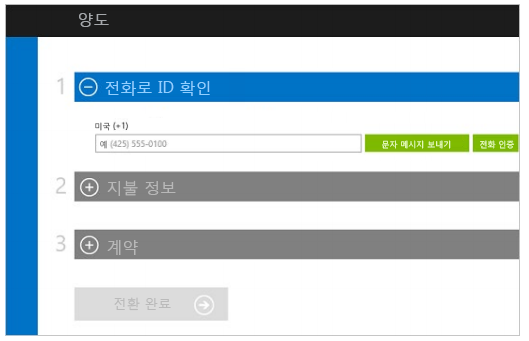 양도
1 전화로 ID 확인
미국 (+1)
예 (425) 555-0100 문자 메시지 보내기 전화 인증
2 지불 정보
3 계약
전환 완료